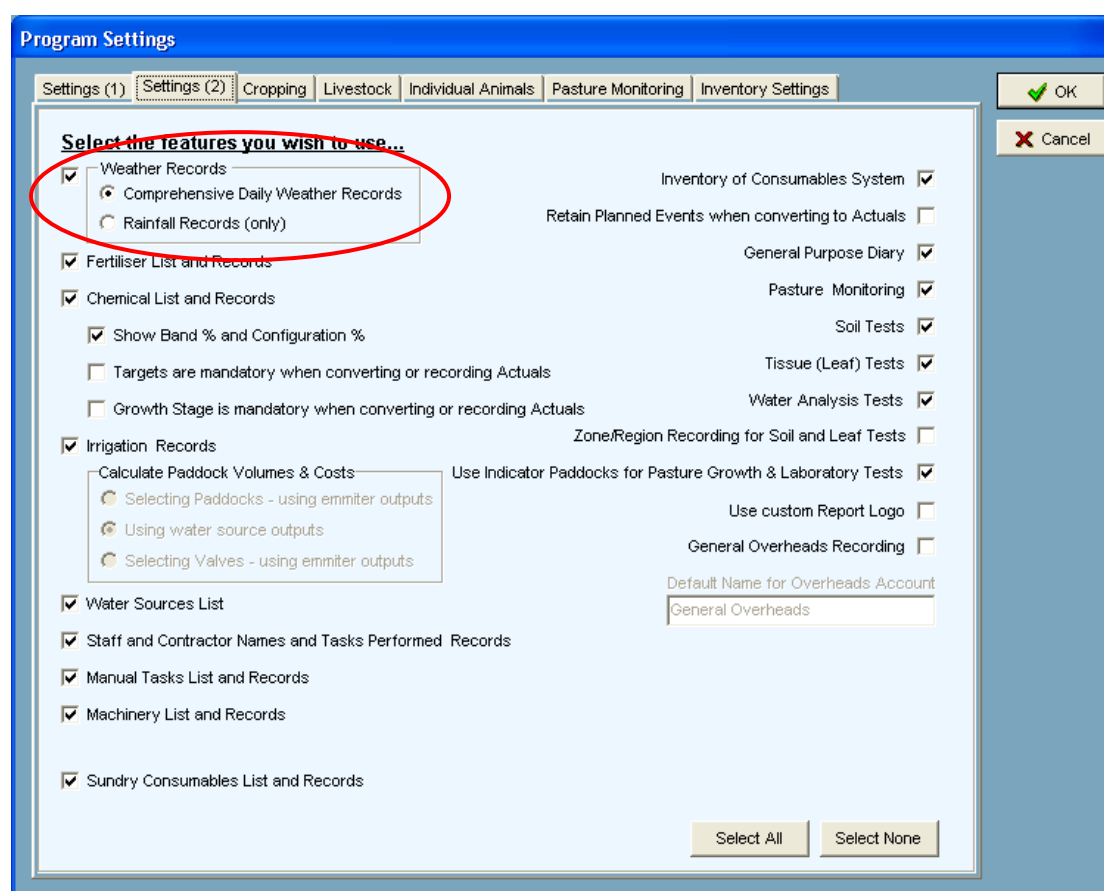 Program Settings
Settings (1) Settings (2) Cropping Livestock Individual Animals Pasture Monitoring Inventory Settings
OK
Cancel
Select the features you wish to use...
Weather Records
Comprehensive Daily Weather Records
Rainfall Records (only)
Fertiliser List and Records
Chemical List and Records
Show Band % and Configuration %
Targets are mandatory when converting or recording Actuals
Growth Stage is mandatory when converting or recording Actuals
Irrigation Records
Calculate Paddock Volumes & Costs
Selecting Paddocks - using emmiter outputs
Using water source outputs
Selecting Valves - using emmiter outputs
Water Sources List
Staff and Contractor Names and Tasks Performed Records
Manual Tasks List and Records
Machinery List and Records
Sundry Consumables List and Records
Inventory of Consumables System
Retain Planned Events when converting to Actuals
General Purpose Diary
Pasture Monitoring
Soil Tests
Tissue (Leaf) Tests
Water Analysis Tests
Zone/Region Recording for Soil and Leaf Tests
Use Indicator Paddocks for Pasture Growth & Laboratory Tests
Use custom Report Logo
General Overheads Recording
Default Name for Overheads Account
General Overheads
Select All Select None